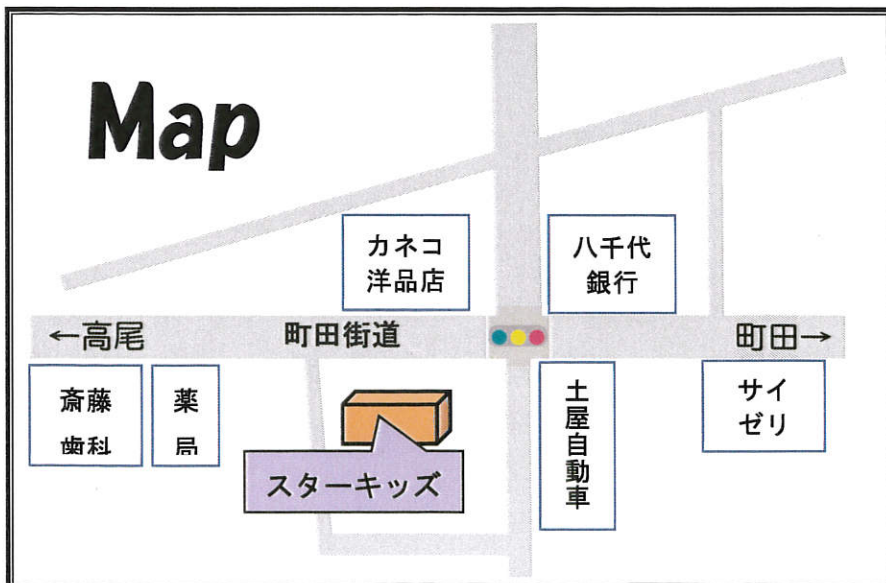 Map
カネコ
洋品店
八千代
銀行
←高尾
町田街道
町田→
斎藤
歯科
薬
局
スターキッズ
土屋自動車
サイ
ゼリ